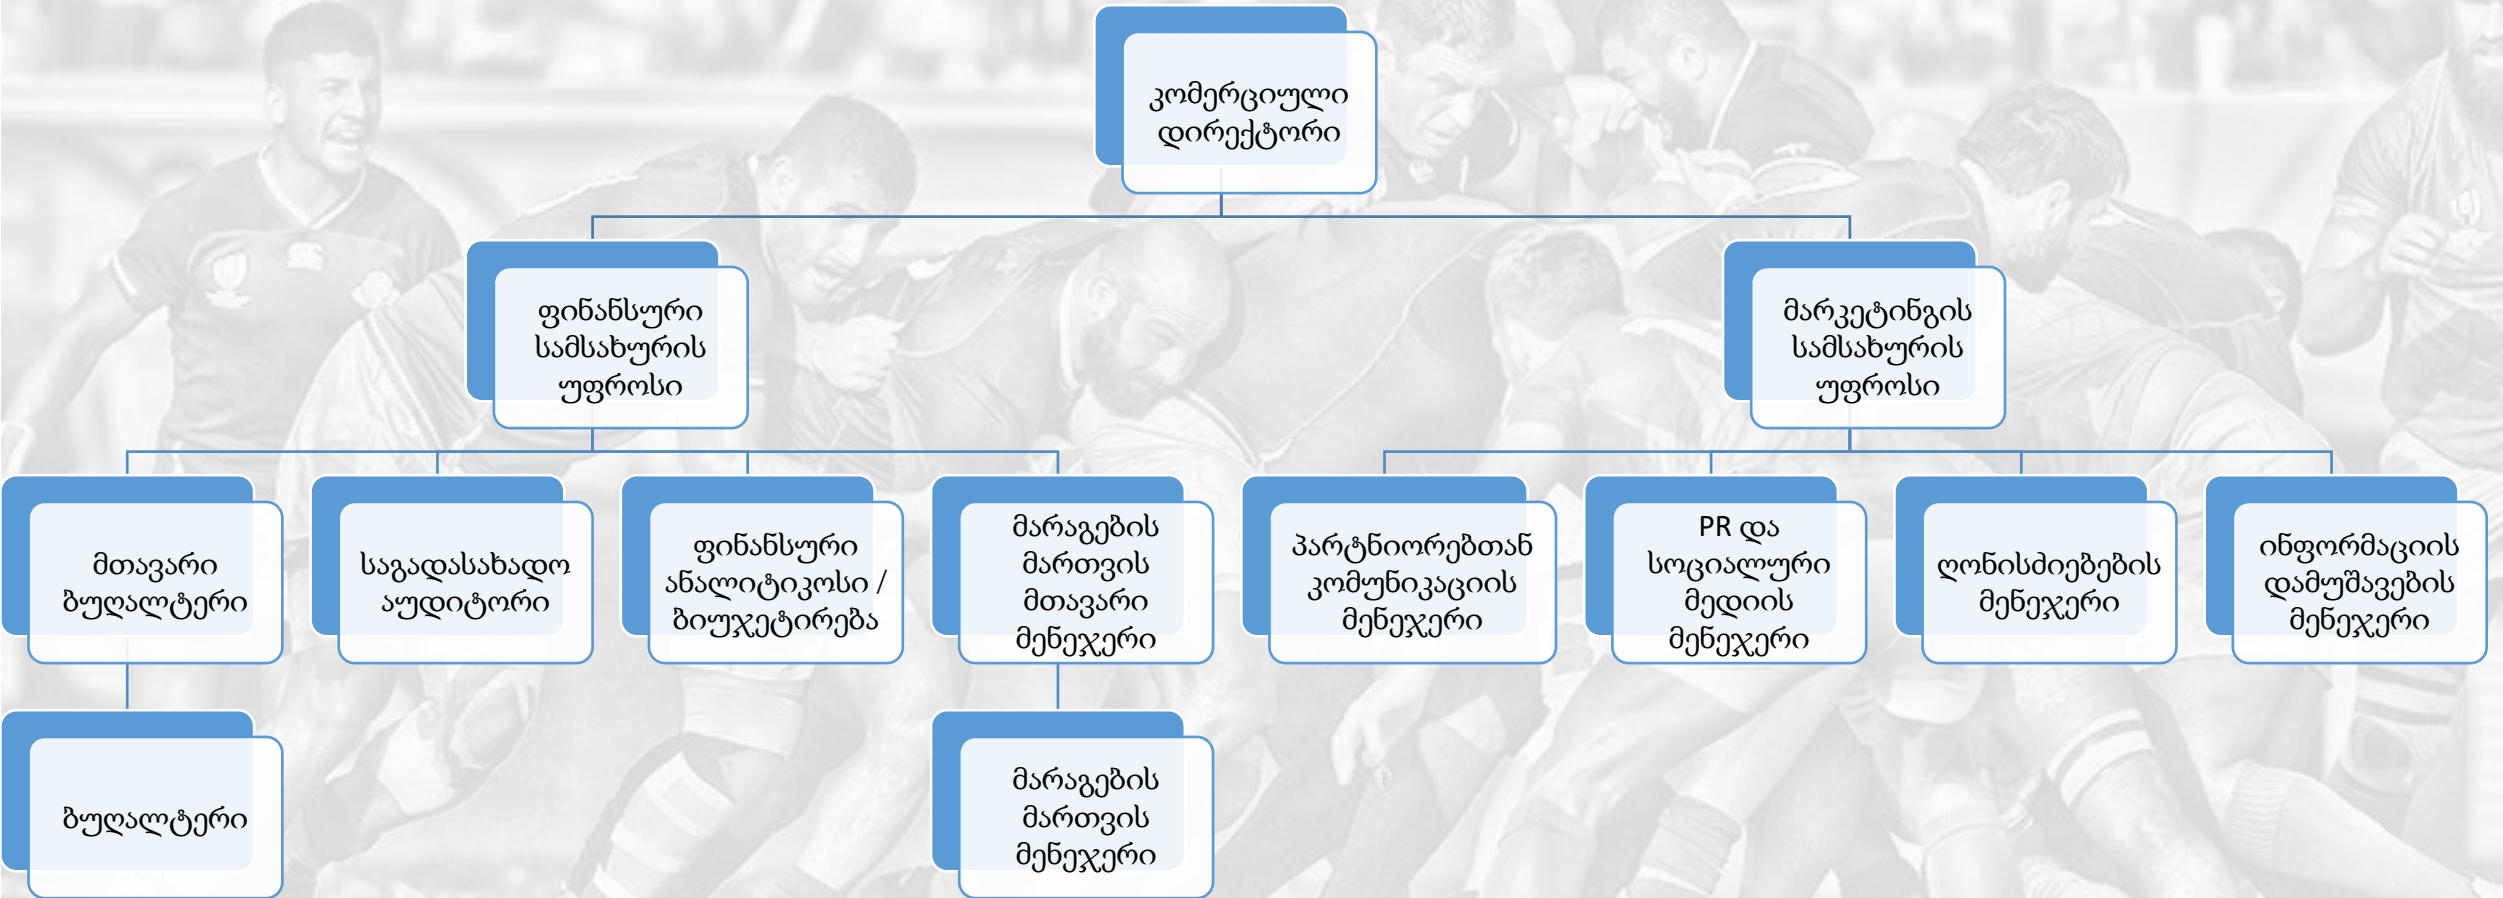 კომერციული
დირექტორი
ფინანსური
სამსახურის
უფროსი
მარკეტინგის
სამსახურის
უფროსი
მთავარი
ბუღალტერი
საგადასახადო
აუდიტორი
ფინანსური
ანალიტიკოსი /
ბიუჯეტირება
მარაგების
მართვის
მთავარი
მენეჯერი
პარტნიორებთან
კომუნიკაციის
მენეჯერი
PR და
სოციალური
მედიის
მენეჯერი
ღონისძიებების
მენეჯერი
ინფორმაციის
დამუშავების
მენეჯერი
ბუღალტერი
მარაგების
მართვის
მენეჯერი